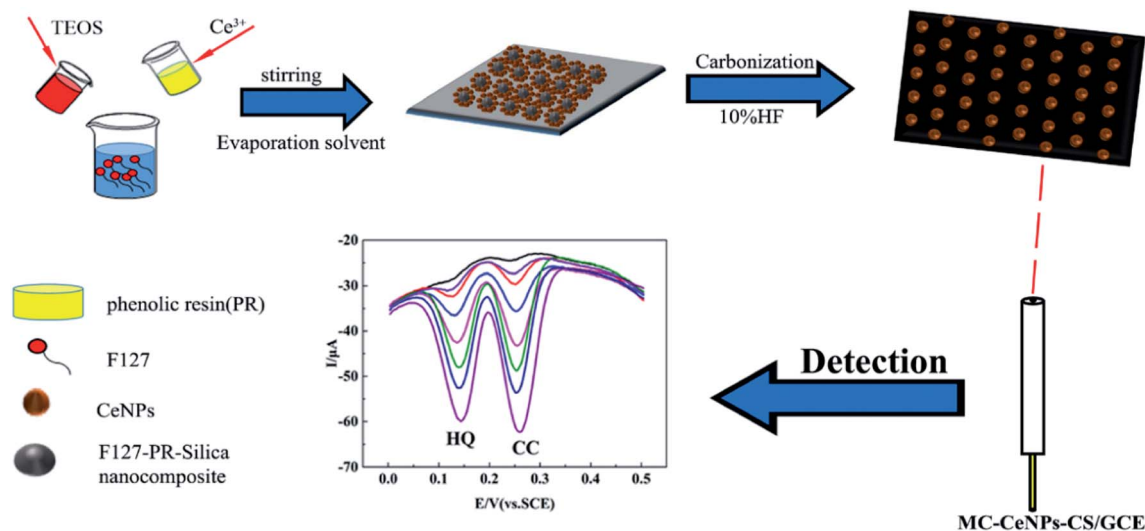 TEOS
Ce³⁺
stirring
Evaporation solvent
Carbonization
10%HF
phenolic resin(PR)
F127
CeNPs
F127-PR-Silica
nanocomposite
-20
-30
-40
-50
-60
-70
I/μA
HQ
CC
0.0 0.1 0.2 0.3 0.4 0.5
E/V(vs.SCE)
Detection
MC-CeNPs-CS/GCE